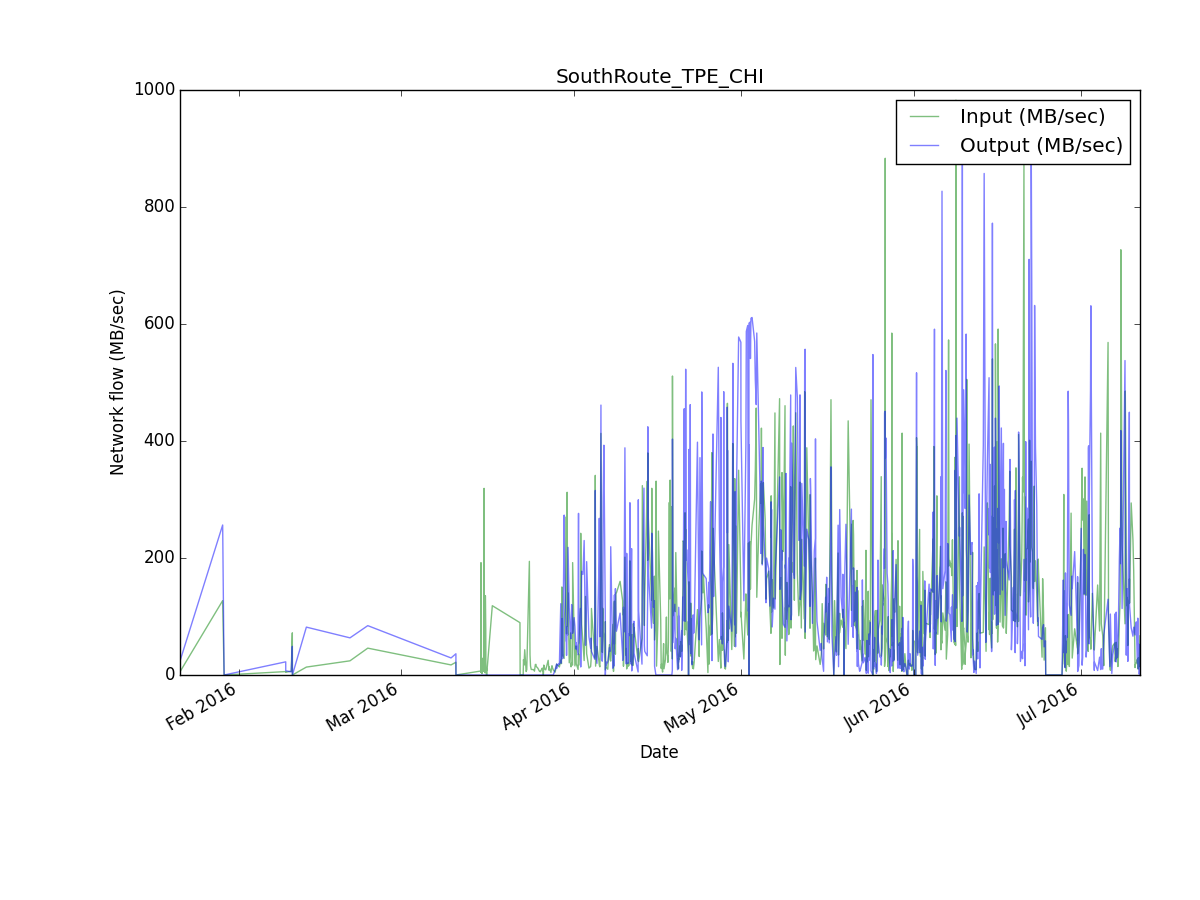 SouthRoute_TPE_CHI
1000
800
600
400
200
0
Network flow (MB/sec)
Input (MB/sec)
Output (MB/sec)
Feb 2016
Mar 2016
Apr 2016
May 2016
Jun 2016
Jul 2016
Date